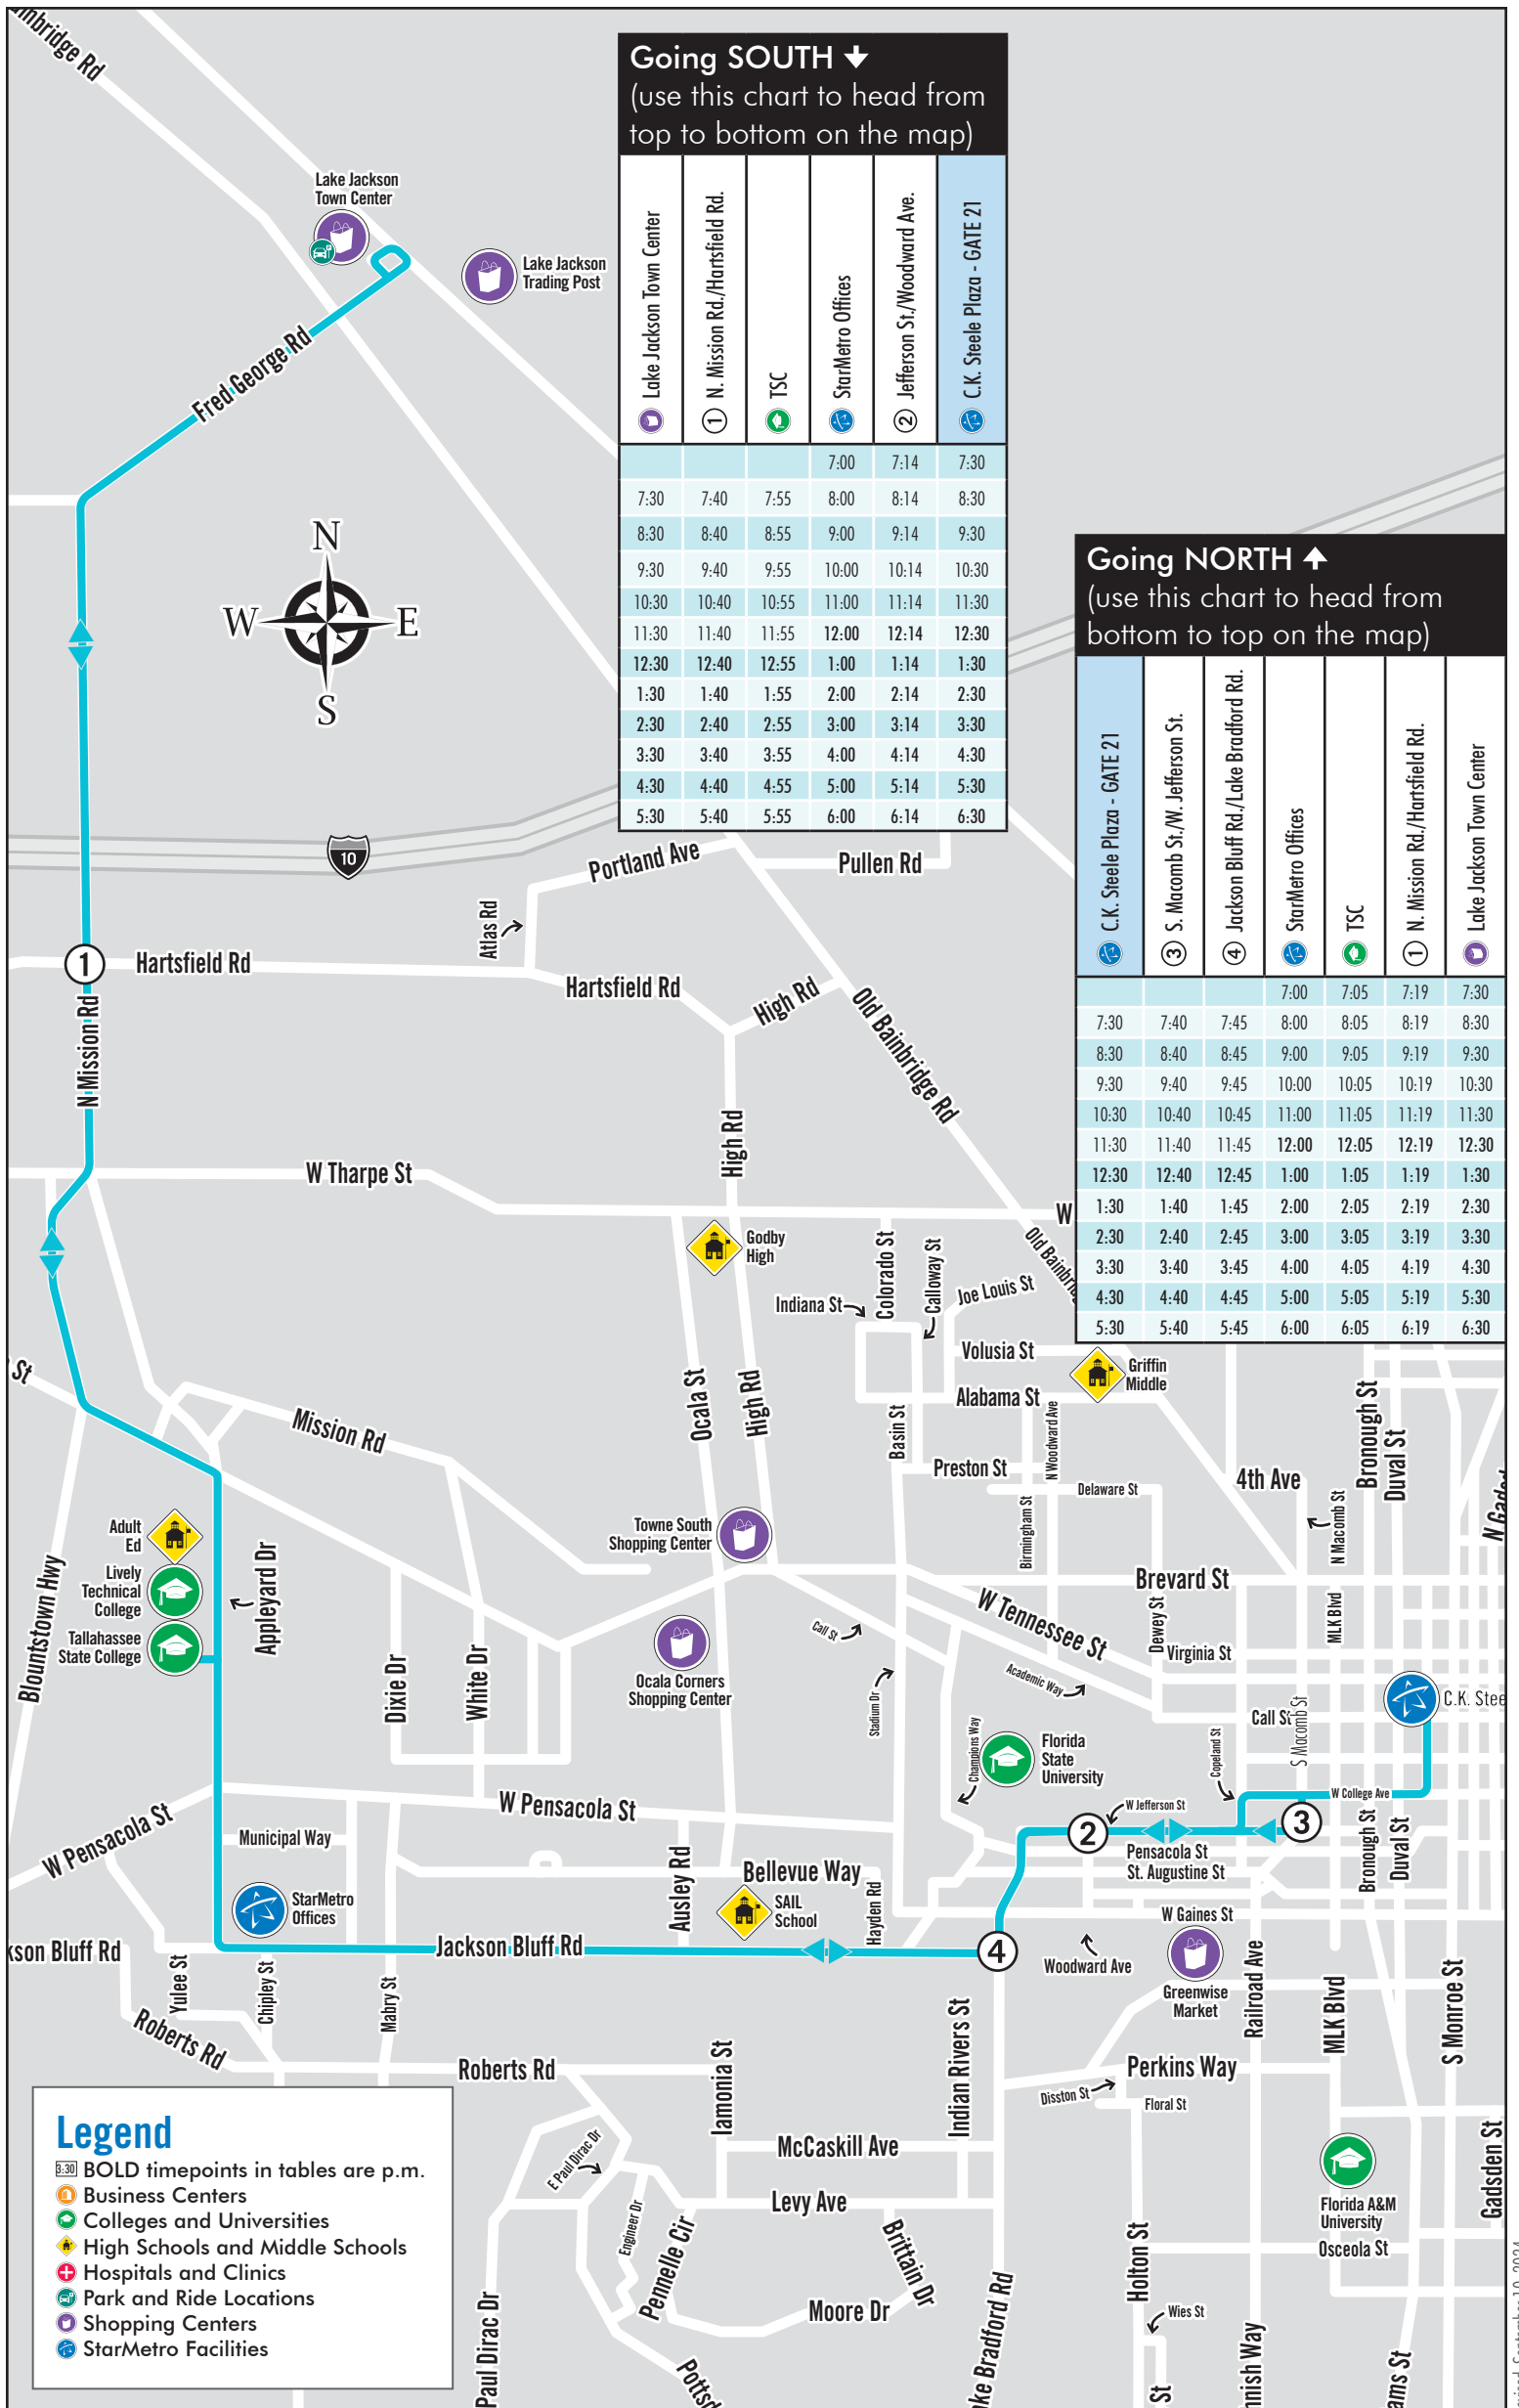 Going SOUTH
(use this chart to head from
top to bottom on the map)
Lake Jackson Town Center
1 N. Mission Rd./Hartsfield Rd.
TSC
StarMetro Offices
2 Jefferson St./Woodward Ave.
C.K. Steele Plaza - GATE 21
7:00 7:14 7:30
7:30 7:40 7:55 8:00 8:14 8:30
8:30 8:40 8:55 9:00 9:14 9:30
9:30 9:40 9:55 10:00 10:14 10:30
10:30 10:40 10:55 11:00 11:14 11:30
11:30 11:40 11:55 12:00 12:14 12:30
12:30 12:40 12:55 1:00 1:14 1:30
1:30 1:40 1:55 2:00 2:14 2:30
2:30 2:40 2:55 3:00 3:14 3:30
3:30 3:40 3:55 4:00 4:14 4:30
4:30 4:40 4:55 5:00 5:14 5:30
5:30 5:40 5:55 6:00 6:14 6:30
Going NORTH
(use this chart to head from
bottom to top on the map)
C.K. Steele Plaza - GATE 21
3 S. Macomb St./W. Jefferson St.
4 Jackson Bluff Rd./Lake Bradford Rd.
StarMetro Offices
TSC
1 N. Mission Rd./Hartsfield Rd.
Lake Jackson Town Center
7:00 7:05 7:19 7:30
7:30 7:40 7:45 8:00 8:05 8:19 8:30
8:30 8:40 8:45 9:00 9:05 9:19 9:30
9:30 9:40 9:45 10:00 10:05 10:19 10:30
10:30 10:40 10:45 11:00 11:05 11:19 11:30
11:30 11:40 11:45 12:00 12:05 12:19 12:30
12:30 12:40 12:45 1:00 1:05 1:19 1:30
1:30 1:40 1:45 2:00 2:05 2:19 2:30
2:30 2:40 2:45 3:00 3:05 3:19 3:30
3:30 3:40 3:45 4:00 4:05 4:19 4:30
4:30 4:40 4:45 5:00 5:05 5:19 5:30
5:30 5:40 5:45 6:00 6:05 6:19 6:30
inbridge Rd
Lake Jackson
Town Center
Lake Jackson
Trading Post
Fred George Rd
N
W
E
S
10
Portland Ave
Pullen Rd
Atlas Rd
1
Hartsfield Rd
Hartsfield Rd
High Rd
Old Bainbridge Rd
N Mission Rd
High Rd
W Tharpe St
W
Godby
High
Colorado St
Calloway St
Old Bainbridg
Indiana St
Joe Louis St
Volusia St
Griffin
Middle
St
Ocala St
High Rd
Alabama St
Basin St
N Woodward Ave
Bronough St
Duval St
Mission Rd
Preston St
4th Ave
Delaware St
N Macomb St
N Gad
Adult
Ed
Towne South
Shopping Center
Birmingham St
Lively
Technical
College
Appleyard Dr
Brevard St
Tallahassee
State College
Blountstown Hwy
W Tennessee St
Dewey St
MLK Blvd
Call St
Virginia St
Dixie Dr
White Dr
Ocala Corners
Shopping Center
Stadium Dr
Academic Way
C.K. Stee
Call St
S Macomb St
Champions Way
Florida
State
University
Copeland St
W College Ave
W Pensacola St
W Pensacola St
W Jefferson St
2
3
Municipal Way
Pensacola St
St. Augustine St
Bronough St
Duval St
Ausley Rd
Bellevue Way
StarMetro
Offices
SAIL
School
Hayden Rd
W Gaines St
kson Bluff Rd
Jackson Bluff Rd
4
Woodward Ave
Greenwise
Market
Railroad Ave
Yulee St
Chipley St
Mabry St
MLK Blvd
S Monroe St
Roberts Rd
Roberts Rd
Iamonia St
Indian Rivers St
Perkins Way
Disston St
Floral St
McCaskill Ave
E Paul Dirac Dr
Levy Ave
Florida A&M
University
Gadsden St
Engineer Dr
Pennelle Cir
Brittain Dr
Holton St
Osceola St
Moore Dr
Wies St
Paul Dirac Dr
Pottsd
ke Bradford Rd
St
nnish Way
ams St
Legend
3:30 BOLD timepoints in tables are p.m.
Business Centers
Colleges and Universities
High Schools and Middle Schools
Hospitals and Clinics
Park and Ride Locations
Shopping Centers
StarMetro Facilities
September 10, 2024